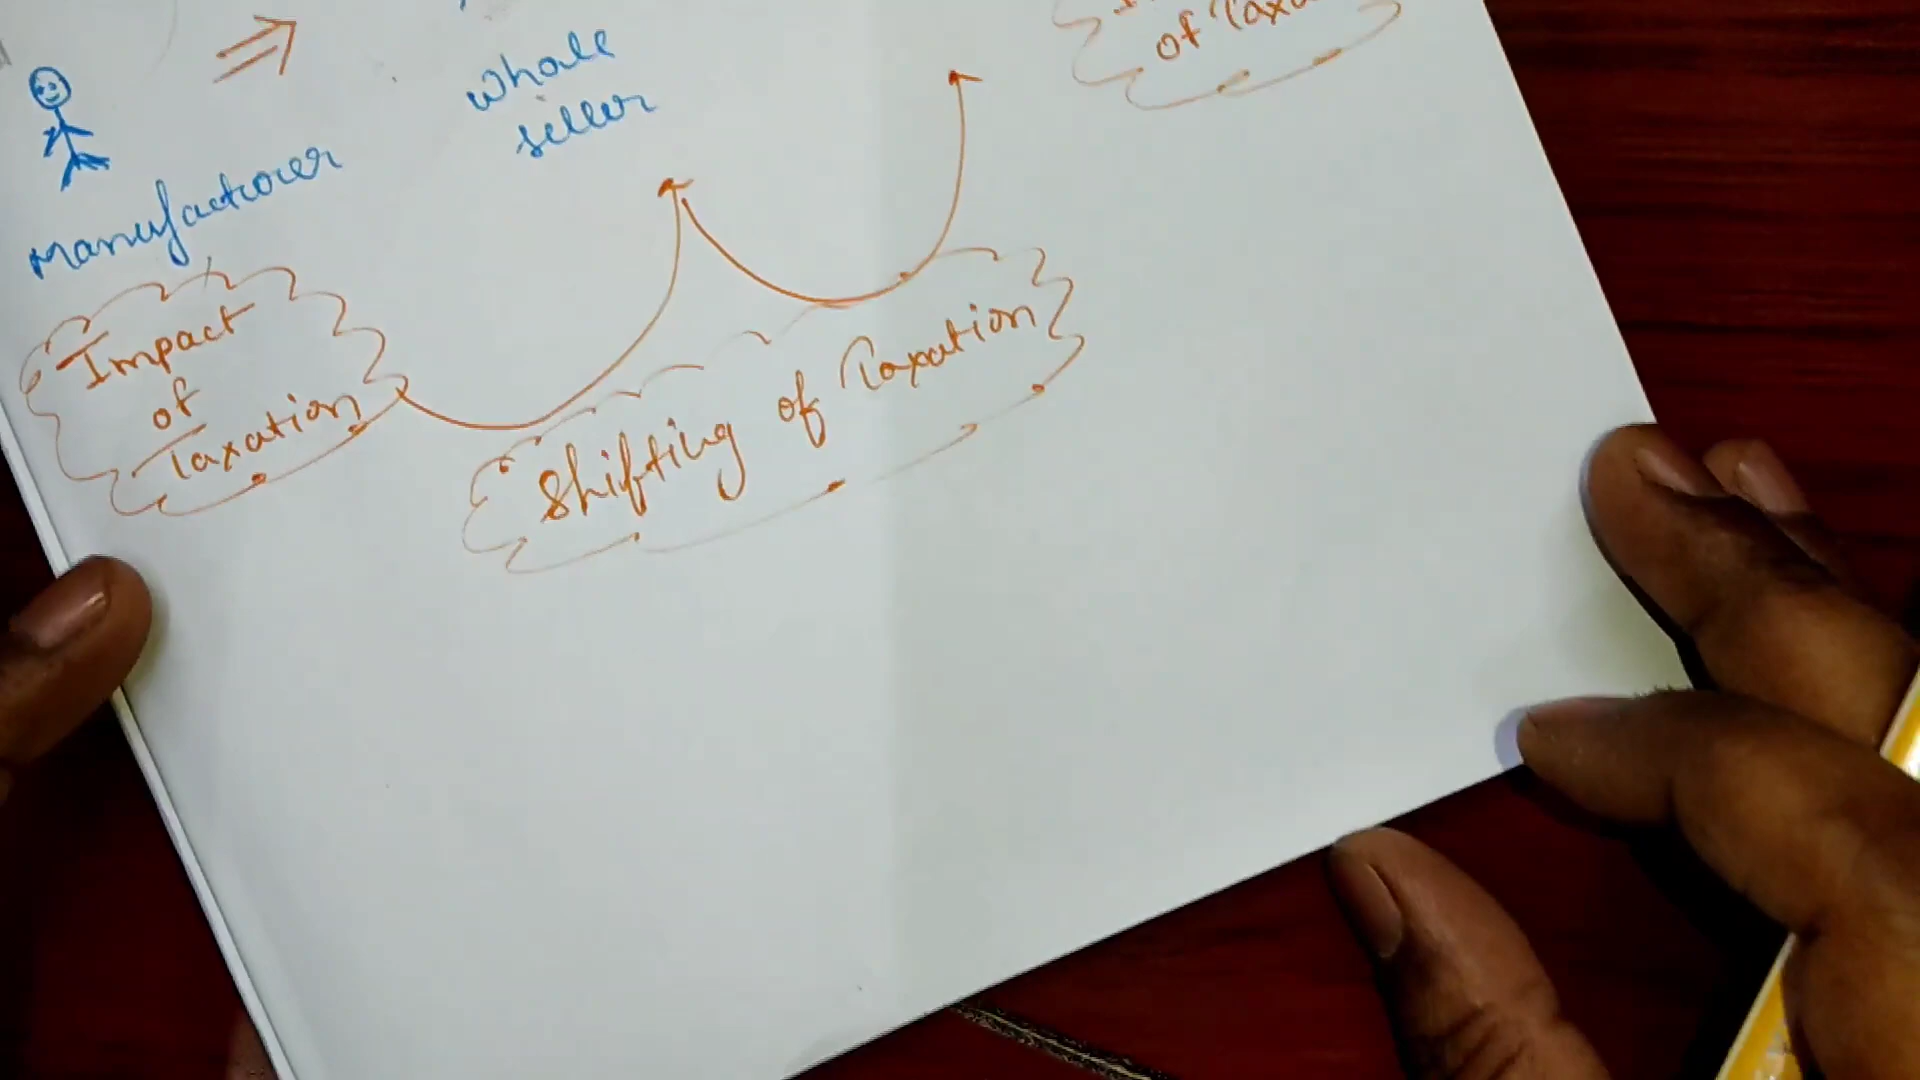 whole
seller
manufacturer
of Taxa
Impact
of
Taxation
Shifting of Taxation